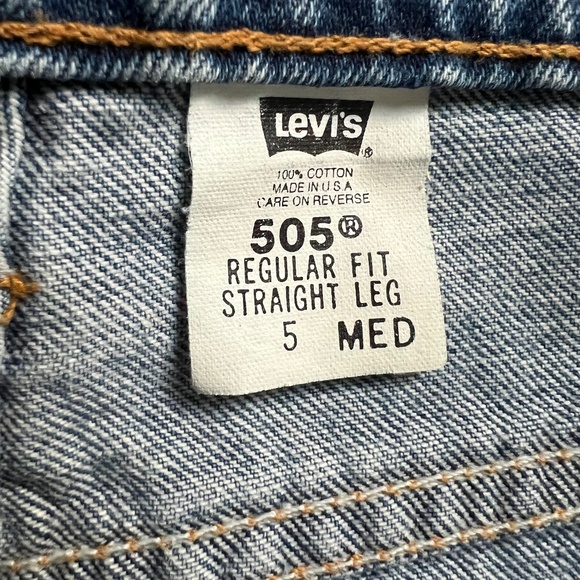 LEVI'S ®
100% COTTON
MADE IN U.S.A
CARE ON REVERSE
505®
REGULAR FIT
STRAIGHT LEG
5 MED